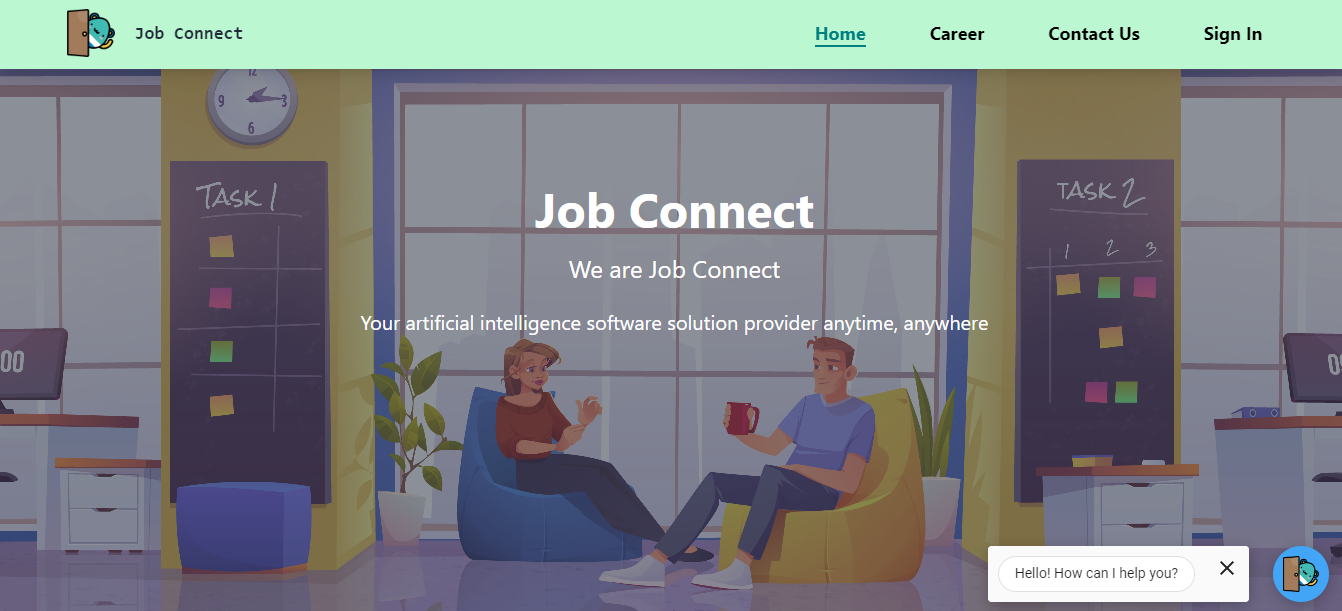 Job Connect
Home
Career
Contact Us
Sign In
12
9
3
6
TASK 1
TASK 2
1 2 3
Job Connect
We are Job Connect
Your artificial intelligence software solution provider anytime, anywhere
00
Hello! How can I help you?